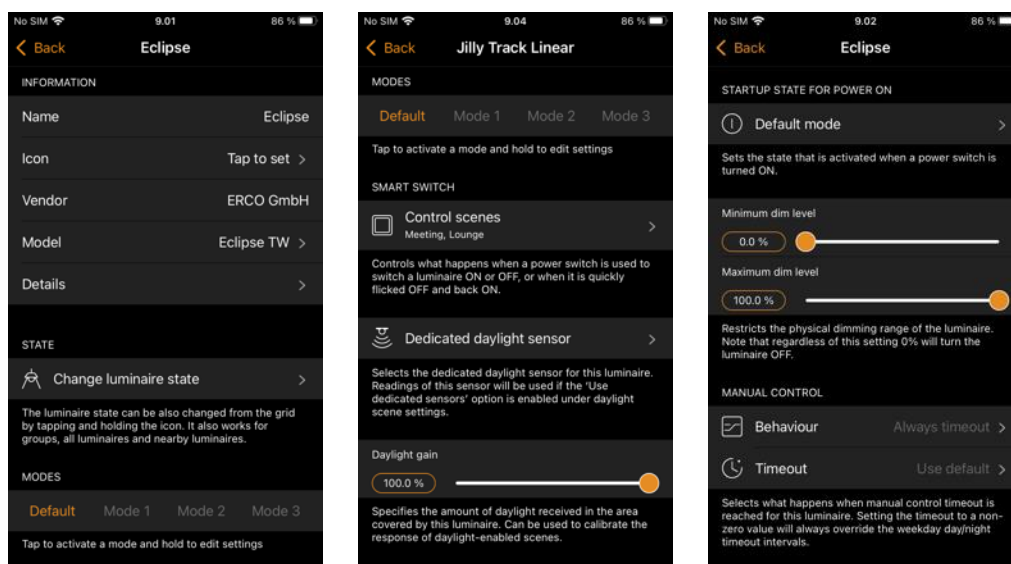 No SIM 9.01 86 %
Back Eclipse
INFORMATION
Name Eclipse
Icon Tap to set >
Vendor ERCO GmbH
Model Eclipse TW >
Details >
STATE
Change luminaire state >
The luminaire state can be also changed from the grid
by tapping and holding the icon. It also works for
groups, all luminaires and nearby luminaires.
MODES
Default Mode 1 Mode 2 Mode 3
Tap to activate a mode and hold to edit settings
No SIM 9.04 86 %
Back Jilly Track Linear
MODES
Default Mode 1 Mode 2 Mode 3
Tap to activate a mode and hold to edit settings
SMART SWITCH
Control scenes >
Meeting, Lounge
Controls what happens when a power switch is used to
switch a luminaire ON or OFF, or when it is quickly
flicked OFF and back ON.
Dedicated daylight sensor >
Selects the dedicated daylight sensor for this luminaire.
Readings of this sensor will be used if the 'Use
dedicated sensors' option is enabled under daylight
scene settings.
Daylight gain
100.0 %
Specifies the amount of daylight received in the area
covered by this luminaire. Can be used to calibrate the
response of daylight-enabled scenes.
No SIM 9.02 86 %
Back Eclipse
STARTUP STATE FOR POWER ON
Default mode >
Sets the state that is activated when a power switch is
turned ON.
Minimum dim level
0.0 %
Maximum dim level
100.0 %
Restricts the physical dimming range of the luminaire.
Note that regardless of this setting 0% will turn the
luminaire OFF.
MANUAL CONTROL
Behaviour Always timeout >
Timeout Use default >
Selects what happens when manual control timeout is
reached for this luminaire. Setting the timeout to a non-
zero value will always override the weekday day/night
timeout intervals.